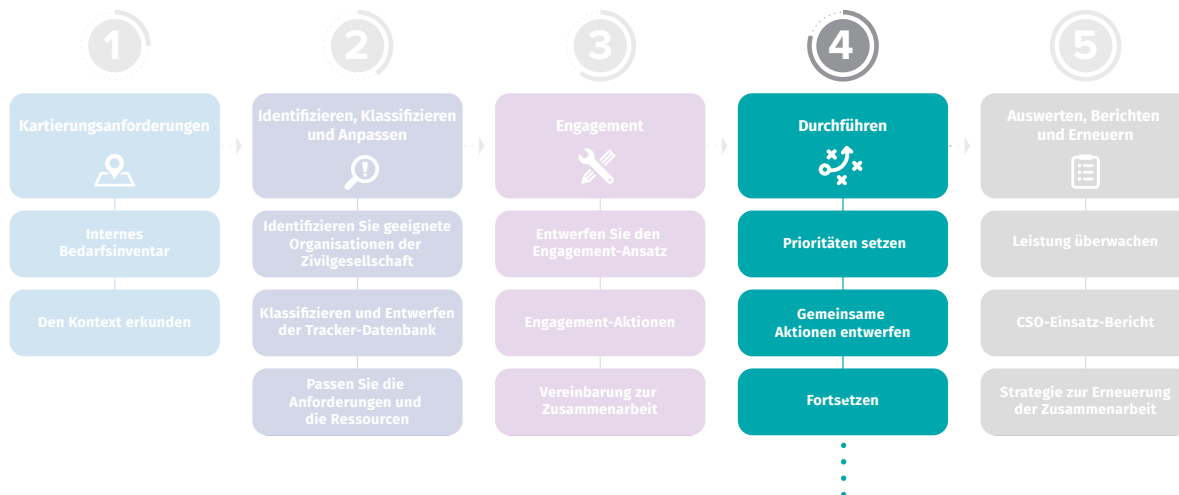 1
2
3
4
5
Kartierungsanforderungen
Identifizieren, Klassifizieren
und Anpassen
Engagement
Durchführen
Auswerten, Berichten
und Erneuern
Internes
Bedarfsinventar
Identifizieren Sie geeignete
Organisationen der
Zivilgesellschaft
Entwerfen Sie den
Engagement-Ansatz
Prioritäten setzen
Leistung überwachen
Den Kontext erkunden
Klassifizieren und Entwerfen
der Tracker-Datenbank
Engagement-Aktionen
Gemeinsame
Aktionen entwerfen
CSO-Einsatz-Bericht
Passen Sie die
Anforderungen und
die Ressourcen
Vereinbarung zur
Zusammenarbeit
Fortsetzen
Strategie zur Erneuerung
der Zusammenarbeit